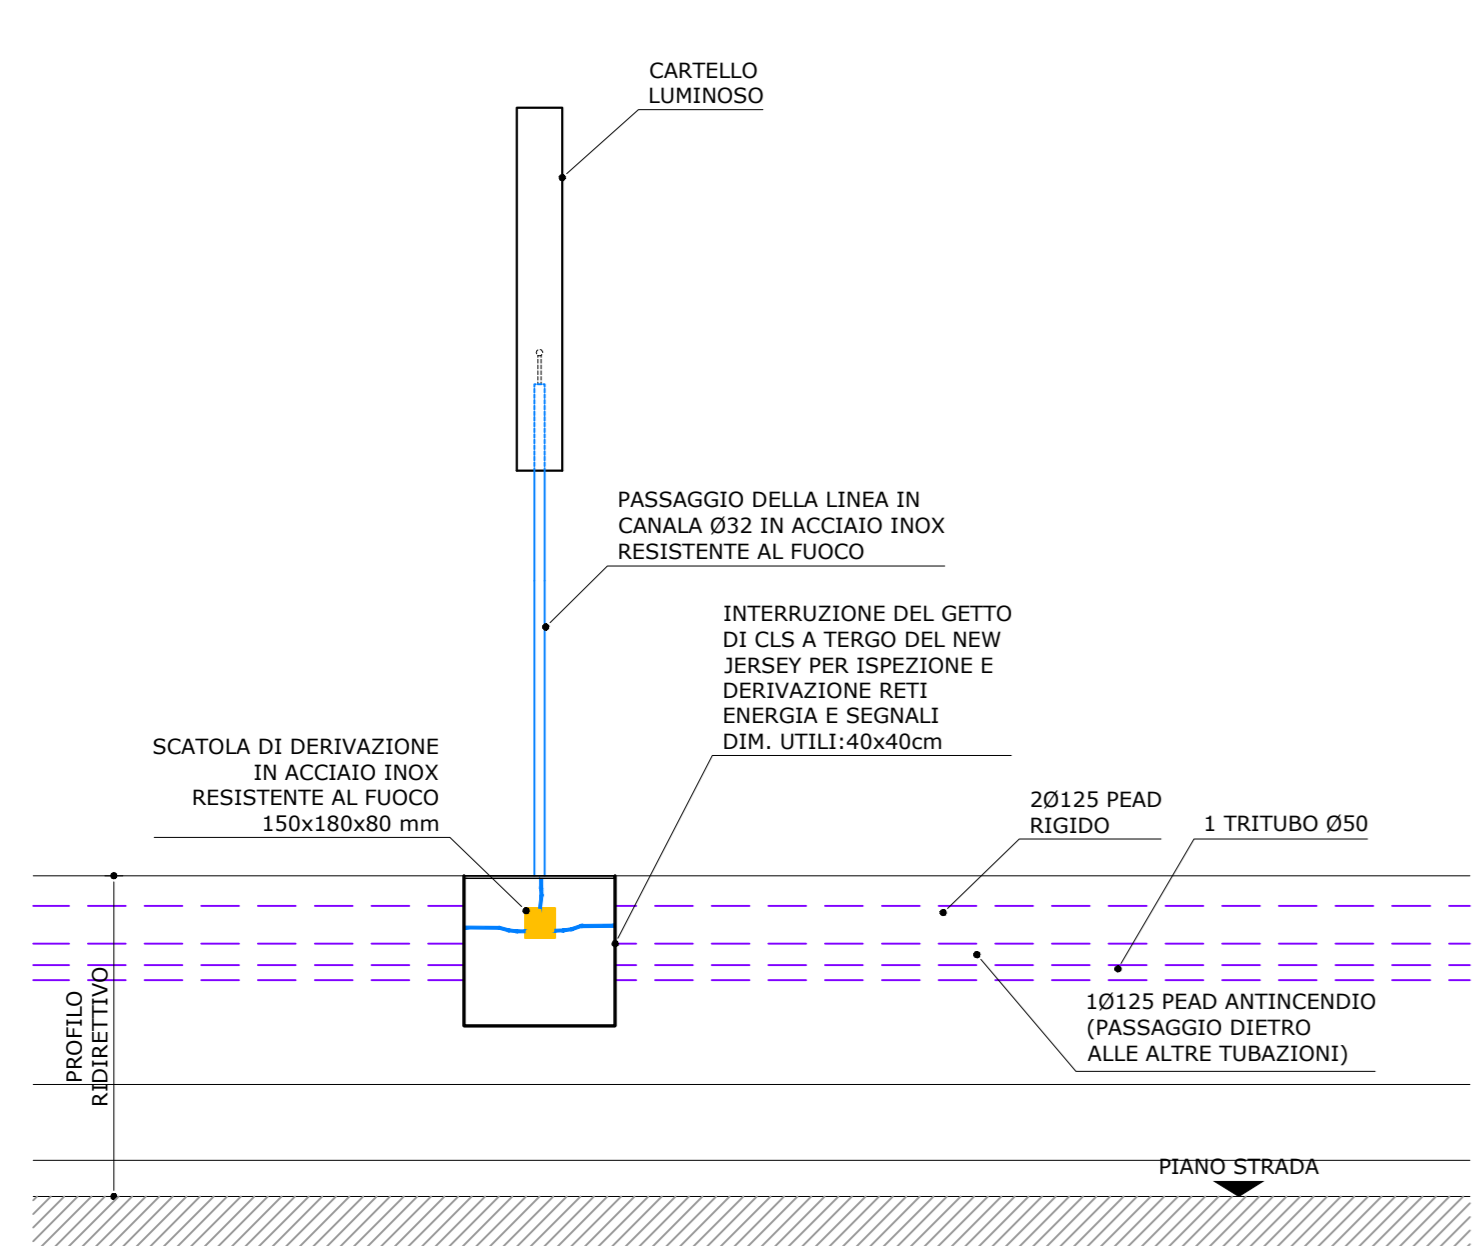 CARTELLO
LUMINOSO
PASSAGGIO DELLA LINEA IN
CANALA Ø32 IN ACCIAIO INOX
RESISTENTE AL FUOCO
INTERRUZIONE DEL GETTO
DI CLS A TERGO DEL NEW
JERSEY PER ISPEZIONE E
DERIVAZIONE RETI
ENERGIA E SEGNALI
DIM. UTILI:40x40cm
SCATOLA DI DERIVAZIONE
IN ACCIAIO INOX
RESISTENTE AL FUOCO
150x180x80 mm
2Ø125 PEAD
RIGIDO
1 TRITUBO Ø50
1Ø125 PEAD ANTINCENDIO
(PASSAGGIO DIETRO
ALLE ALTRE TUBAZIONI)
PROFILO
RIDIRETTIVO
PIANO STRADA